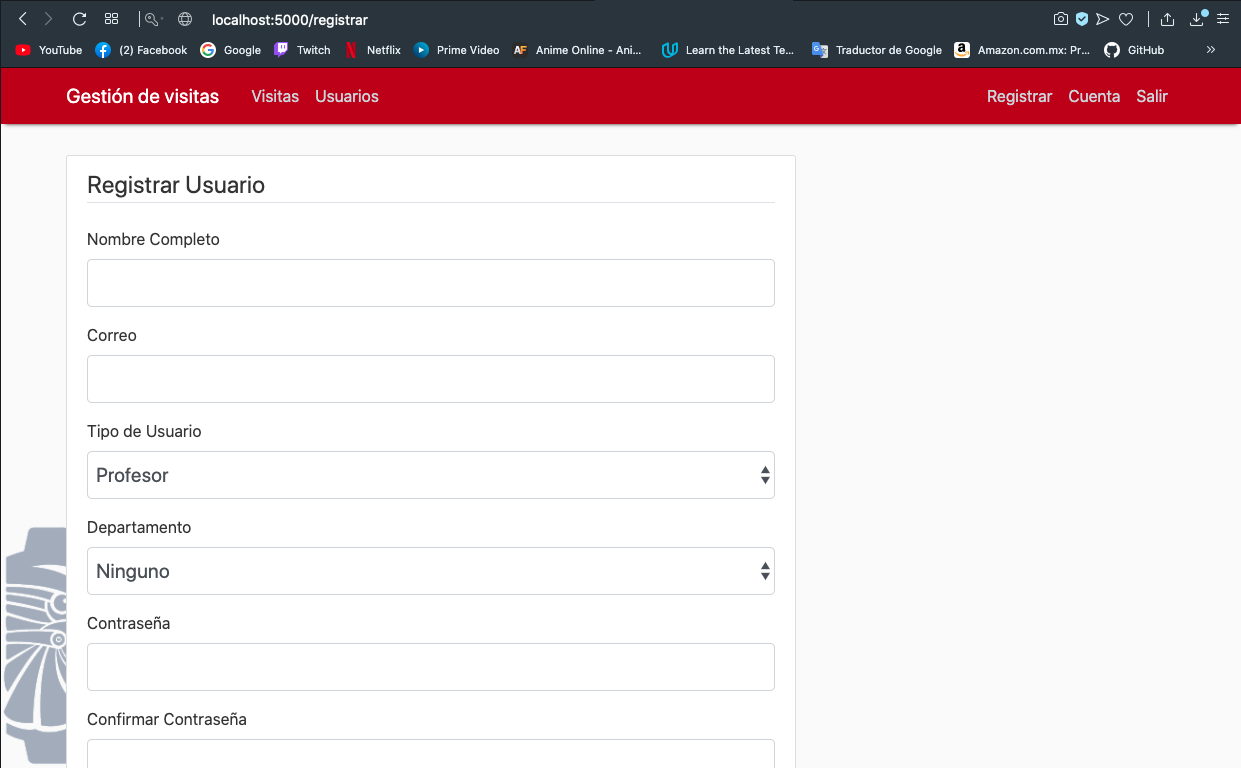 localhost:5000/registrar
YouTube (2) Facebook Google Twitch Netflix Prime Video AF Anime Online - Ani... Learn the Latest Te... Traductor de Google Amazon.com.mx: Pr... GitHub
Gestión de visitas Visitas Usuarios Registrar Cuenta Salir
Registrar Usuario
Nombre Completo
Correo
Tipo de Usuario
Profesor
Departamento
Ninguno
Contraseña
Confirmar Contraseña